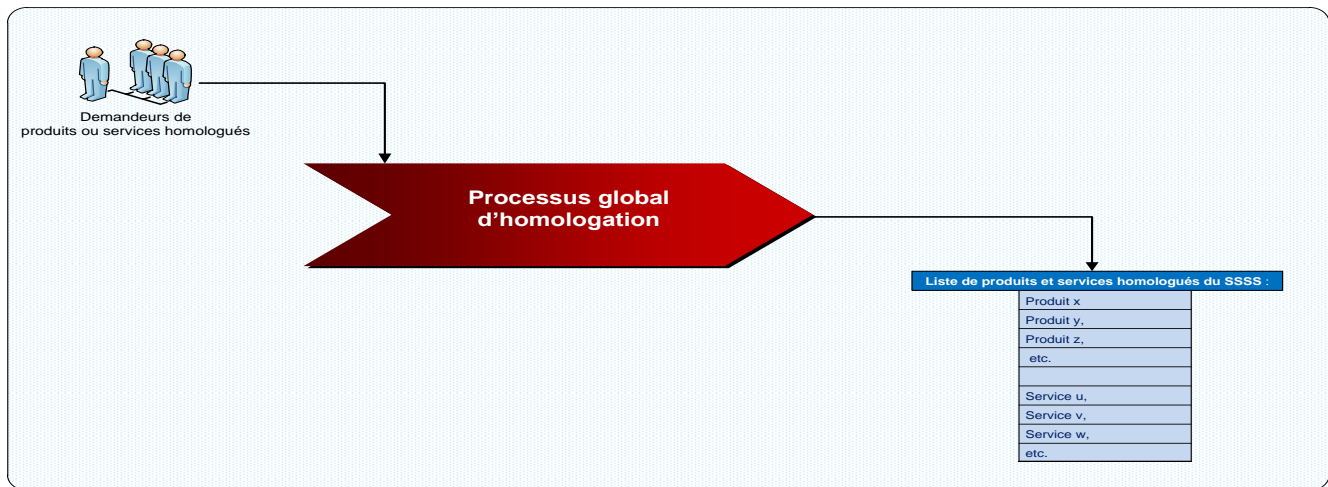 Demandeurs de
produits ou services homologués
Processus global
d’homologation
Liste de produits et services homologués du SSSS :
Produit x
Produit y,
Produit z,
etc.
Service u,
Service v,
Service w,
etc.